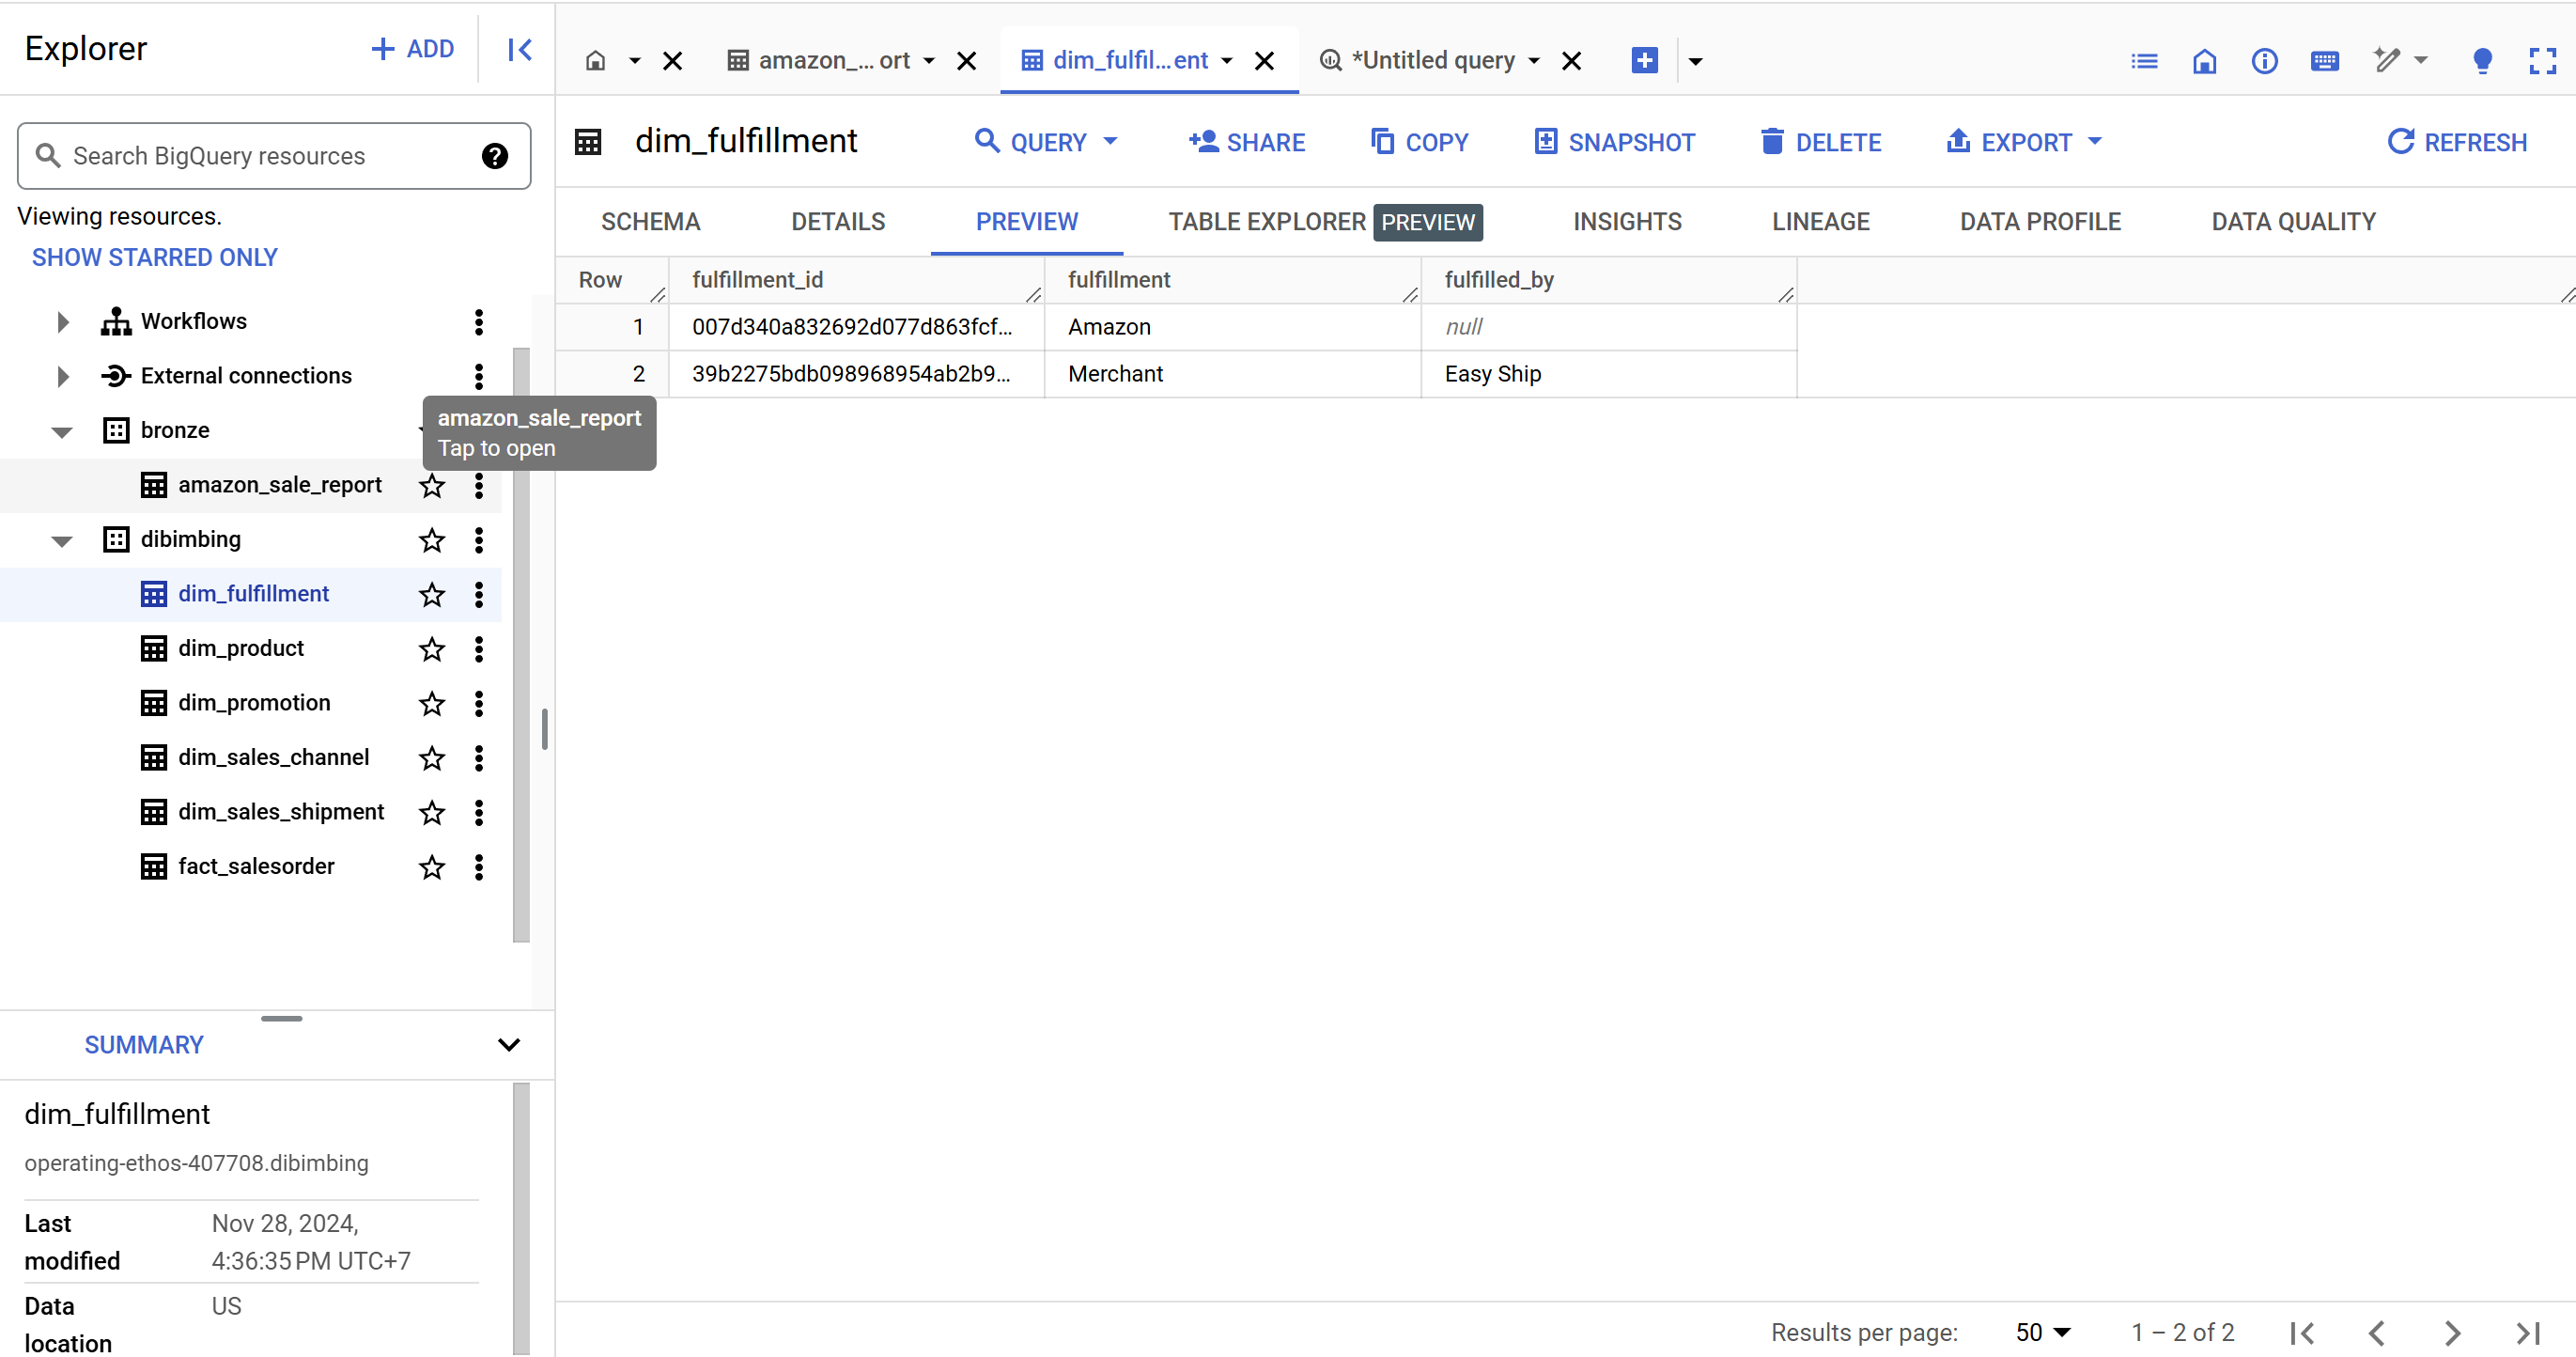 Explorer
ADD
amazon_... ort
dim_fulfil...ent
*Untitled query
Search BigQuery resources
dim_fulfillment
QUERY
SHARE
COPY
SNAPSHOT
DELETE
EXPORT
REFRESH
Viewing resources.
SHOW STARRED ONLY
SCHEMA
DETAILS
PREVIEW
TABLE EXPLORER PREVIEW
INSIGHTS
LINEAGE
DATA PROFILE
DATA QUALITY
Row fulfillment_id fulfillment fulfilled_by
1 007d340a832692d077d863fcf... Amazon null
2 39b2275bdb098968954ab2b9... Merchant Easy Ship
Workflows
External connections
bronze
amazon_sale_report
Tap to open
amazon_sale_report
dibimbing
dim_fulfillment
dim_product
dim_promotion
dim_sales_channel
dim_sales_shipment
fact_salesorder
SUMMARY
dim_fulfillment
operating-ethos-407708.dibimbing
Last modified
Nov 28, 2024,
4:36:35 PM UTC+7
Data location
US
Results per page: 50 1 – 2 of 2